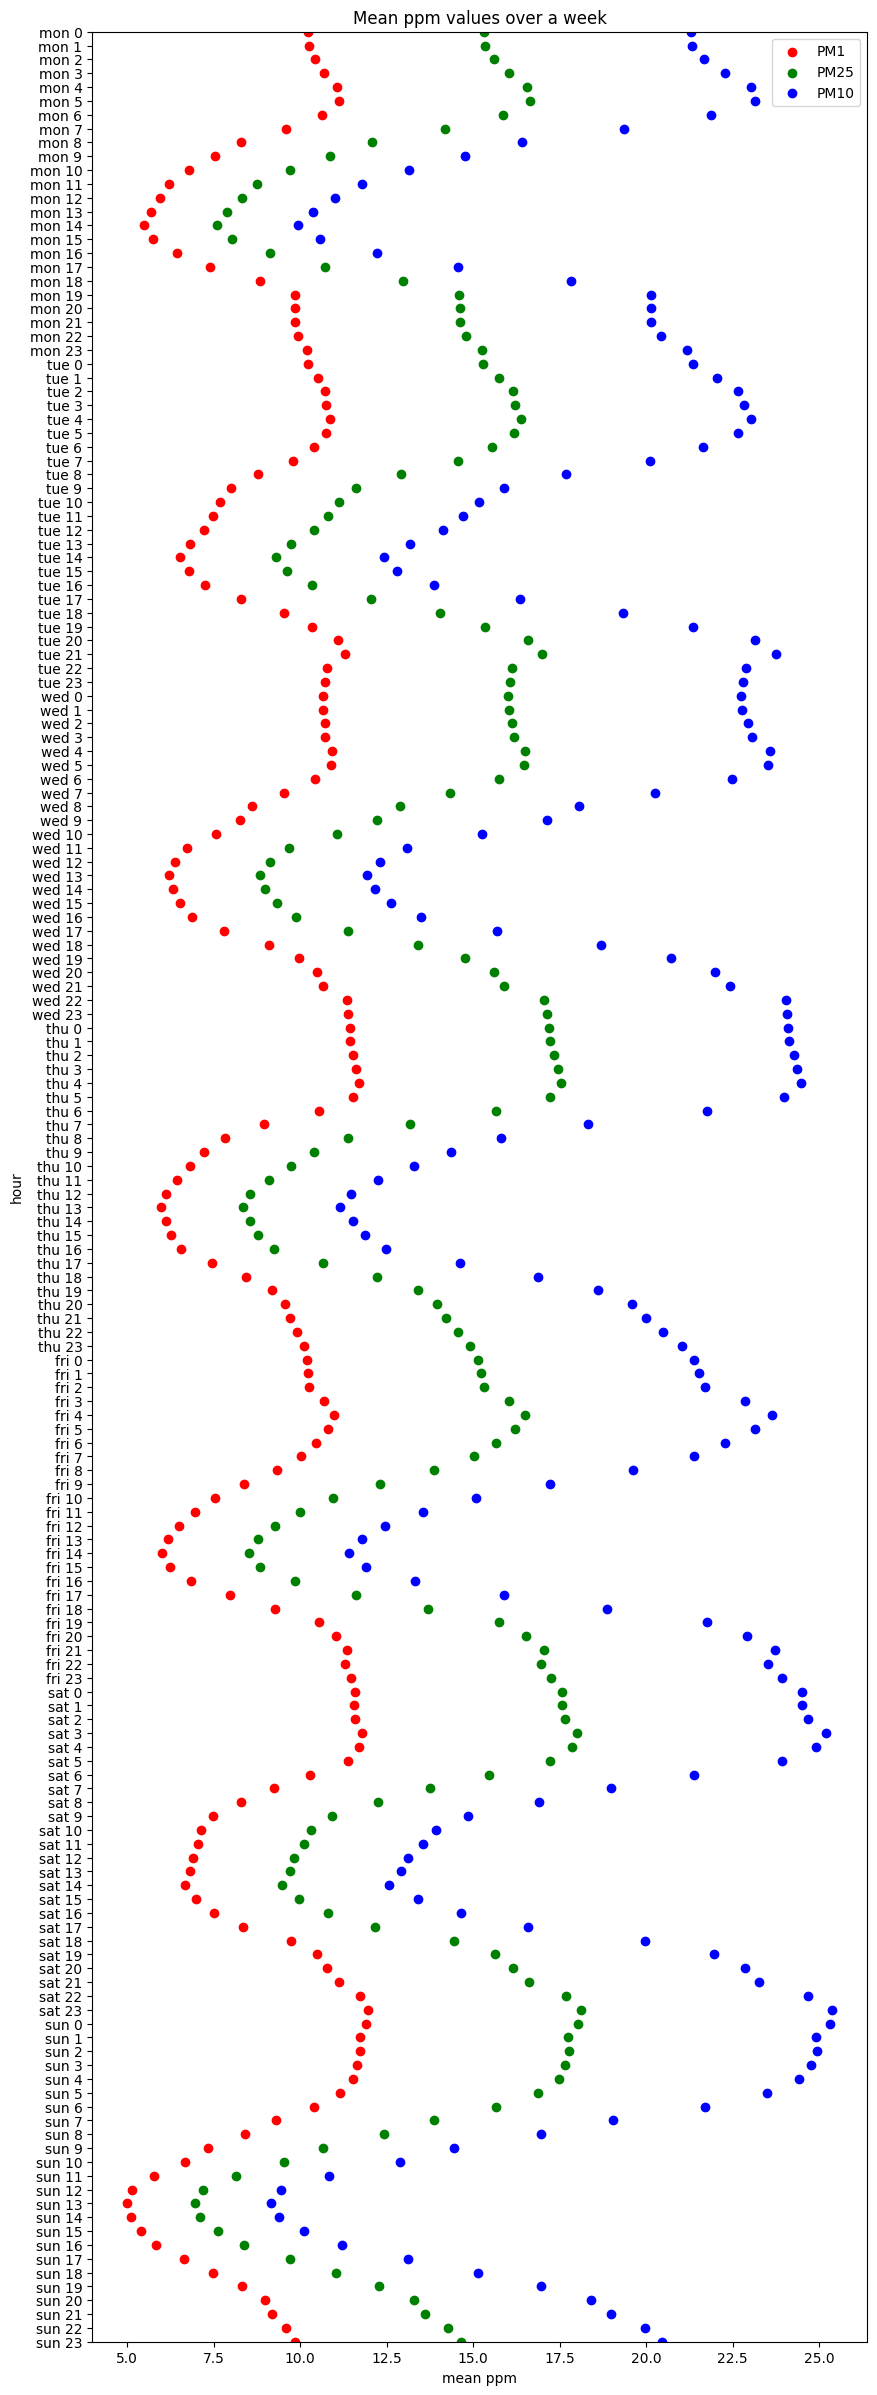 Mean ppm values over a week
PM1
PM25
PM10
mon 0
mon 1
mon 2
mon 3
mon 4
mon 5
mon 6
mon 7
mon 8
mon 9
mon 10
mon 11
mon 12
mon 13
mon 14
mon 15
mon 16
mon 17
mon 18
mon 19
mon 20
mon 21
mon 22
mon 23
tue 0
tue 1
tue 2
tue 3
tue 4
tue 5
tue 6
tue 7
tue 8
tue 9
tue 10
tue 11
tue 12
tue 13
tue 14
tue 15
tue 16
tue 17
tue 18
tue 19
tue 20
tue 21
tue 22
tue 23
wed 0
wed 1
wed 2
wed 3
wed 4
wed 5
wed 6
wed 7
wed 8
wed 9
wed 10
wed 11
wed 12
wed 13
wed 14
wed 15
wed 16
wed 17
wed 18
wed 19
wed 20
wed 21
wed 22
wed 23
thu 0
thu 1
thu 2
thu 3
thu 4
thu 5
thu 6
thu 7
thu 8
thu 9
thu 10
thu 11
thu 12
thu 13
thu 14
thu 15
thu 16
thu 17
thu 18
thu 19
thu 20
thu 21
thu 22
thu 23
fri 0
fri 1
fri 2
fri 3
fri 4
fri 5
fri 6
fri 7
fri 8
fri 9
fri 10
fri 11
fri 12
fri 13
fri 14
fri 15
fri 16
fri 17
fri 18
fri 19
fri 20
fri 21
fri 22
fri 23
sat 0
sat 1
sat 2
sat 3
sat 4
sat 5
sat 6
sat 7
sat 8
sat 9
sat 10
sat 11
sat 12
sat 13
sat 14
sat 15
sat 16
sat 17
sat 18
sat 19
sat 20
sat 21
sat 22
sat 23
sun 0
sun 1
sun 2
sun 3
sun 4
sun 5
sun 6
sun 7
sun 8
sun 9
sun 10
sun 11
sun 12
sun 13
sun 14
sun 15
sun 16
sun 17
sun 18
sun 19
sun 20
sun 21
sun 22
sun 23
hour
5.0 7.5 10.0 12.5 15.0 17.5 20.0 22.5 25.0
mean ppm